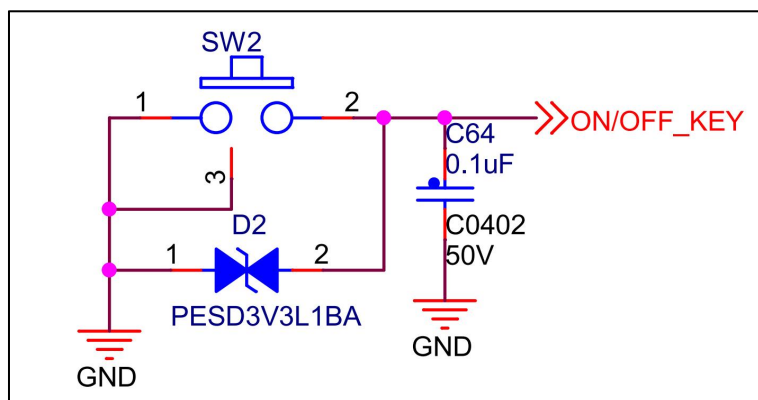 SW2
1
2
ON/OFF_KEY
C64
0.1uF
3
D2
C0402
1
2
50V
PESD3V3L1BA
GND
GND